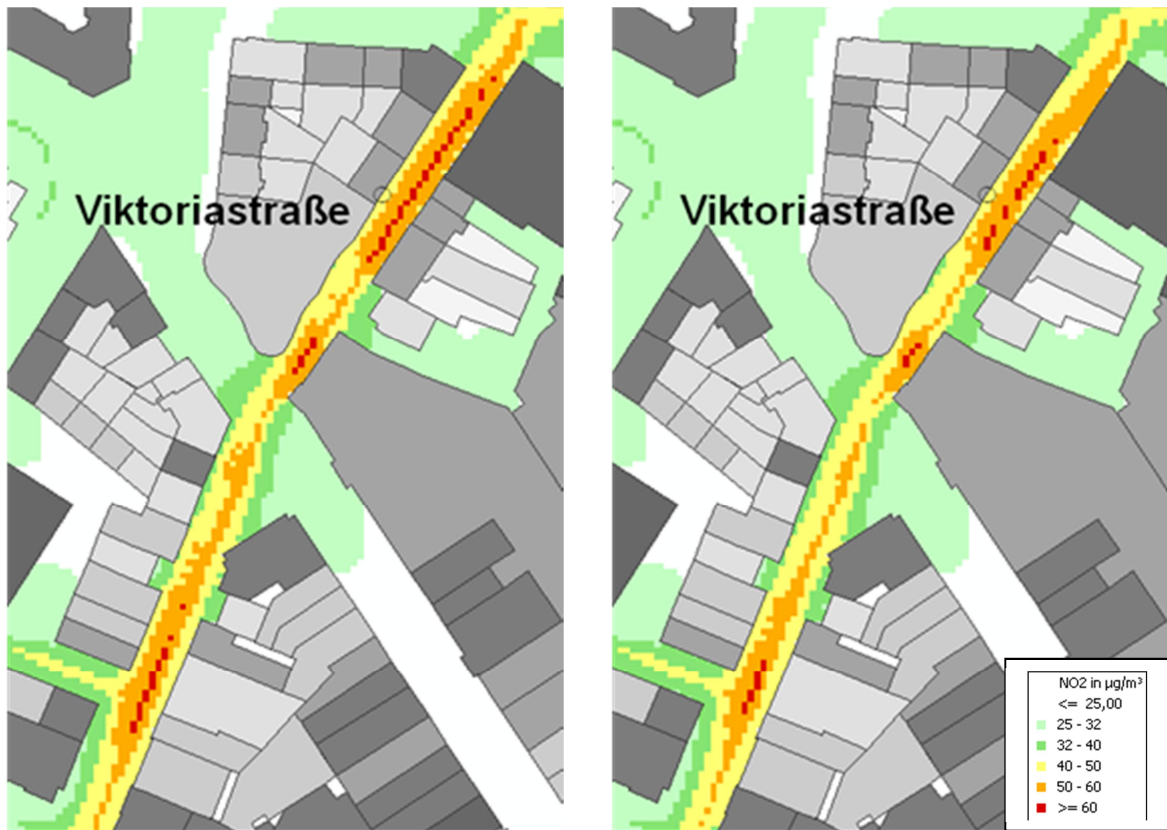 Viktoriastraße
Viktoriastraße
NO2 in µg/m³
<= 25,00
25 - 32
32 - 40
40 - 50
50 - 60
>= 60